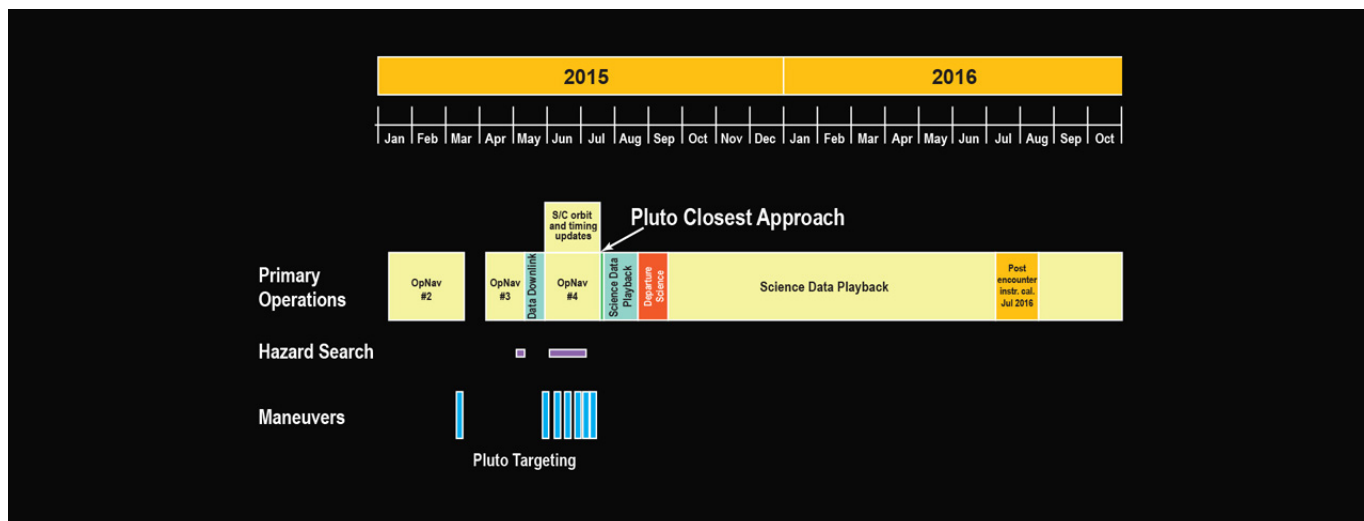 2015 2016
Jan Feb Mar Apr May Jun Jul Aug Sep Oct Nov Dec Jan Feb Mar Apr May Jun Jul Aug Sep Oct
S/C orbit
and timing
updates
Pluto Closest Approach
Primary
Operations
OpNav
#2
OpNav
#3
Data Downlink
OpNav
#4
Science Data
Playback
Departure
Science
Science Data Playback
Post
encounter
instr. cal.
Jul 2016
Hazard Search
Maneuvers
Pluto Targeting